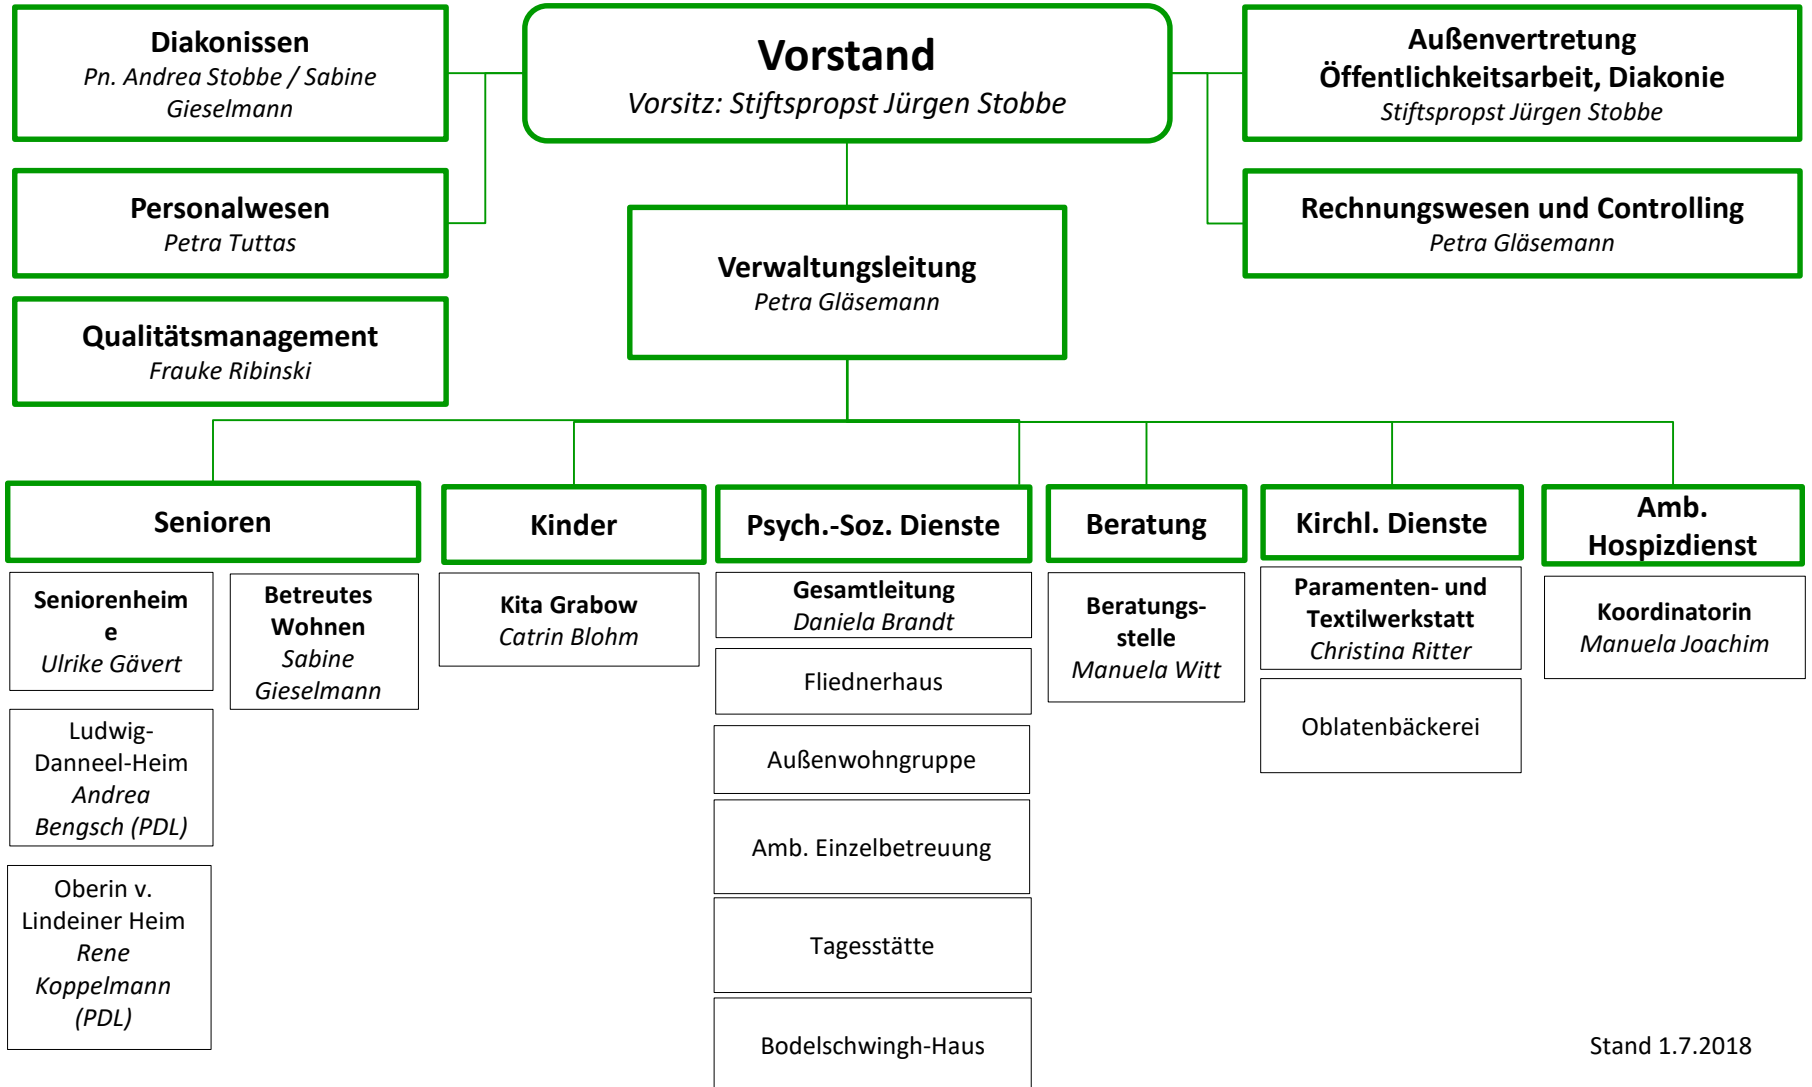 Diakonissen
Pn. Andrea Stobbe / Sabine
Gieselmann
Vorstand
Vorsitz: Stiftspropst Jürgen Stobbe
Außenvertretung
Öffentlichkeitsarbeit, Diakonie
Stiftspropst Jürgen Stobbe
Personalwesen
Petra Tuttas
Verwaltungsleitung
Petra Gläsemann
Rechnungswesen und Controlling
Petra Gläsemann
Qualitätsmanagement
Frauke Ribinski
Senioren
Seniorenheim
e
Ulrike Gävert
Ludwig-
Danneel-Heim
Andrea
Bengsch (PDL)
Oberin v.
Lindeiner Heim
Rene
Koppelmann
(PDL)
Betreutes
Wohnen
Sabine
Gieselmann
Kinder
Kita Grabow
Catrin Blohm
Psych.-Soz. Dienste
Gesamtleitung
Daniela Brandt
Fliednerhaus
Außenwohngruppe
Amb. Einzelbetreuung
Tagesstätte
Bodelschwingh-Haus
Beratung
Beratungs-
stelle
Manuela Witt
Kirchl. Dienste
Paramenten- und
Textilwerkstatt
Christina Ritter
Oblatenbäckerei
Amb.
Hospizdienst
Koordinatorin
Manuela Joachim
Stand 1.7.2018